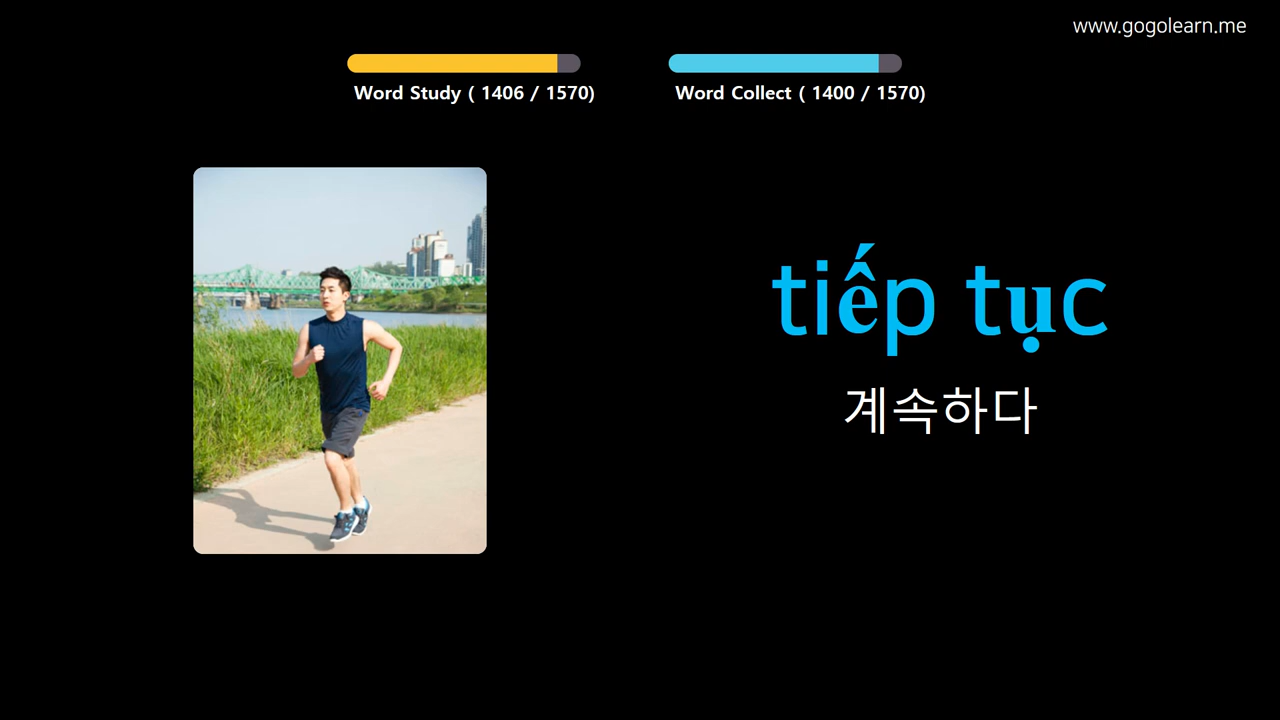 www.gogolearn.me
Word Study ( 1406 / 1570)
Word Collect ( 1400 / 1570)
tiếp tục
계속하다